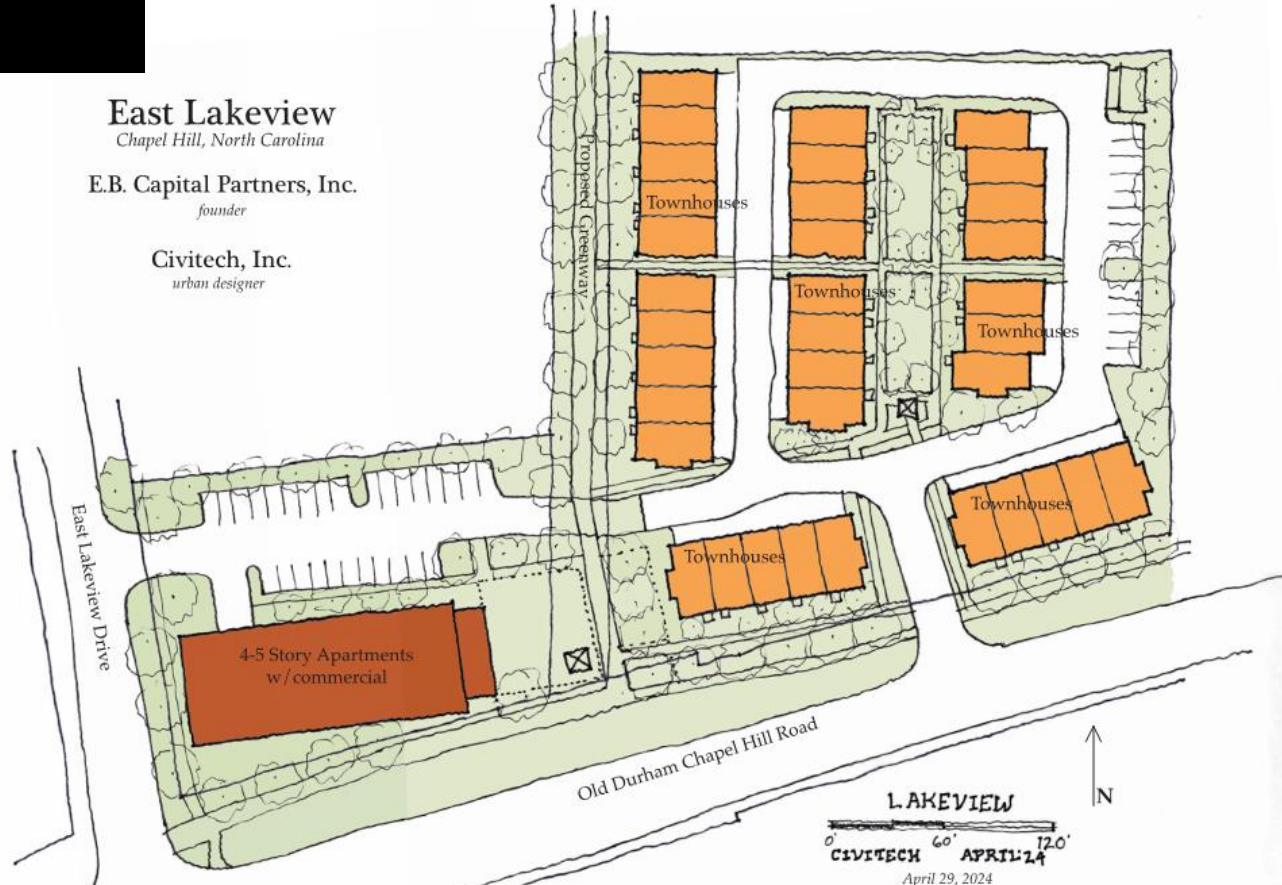 East Lakeview
Chapel Hill, North Carolina
E.B. Capital Partners, Inc.
founder
Civitech, Inc.
urban designer
Proposed Greenway
Townhouses
Townhouses
Townhouses
Townhouses
Townhouses
East Lakeview Drive
4-5 Story Apartments
w/commercial
Old Durham Chapel Hill Road
N
LAKEVIEW
0' 60' 120'
CIVITECH APRIL '24
April 29, 2024